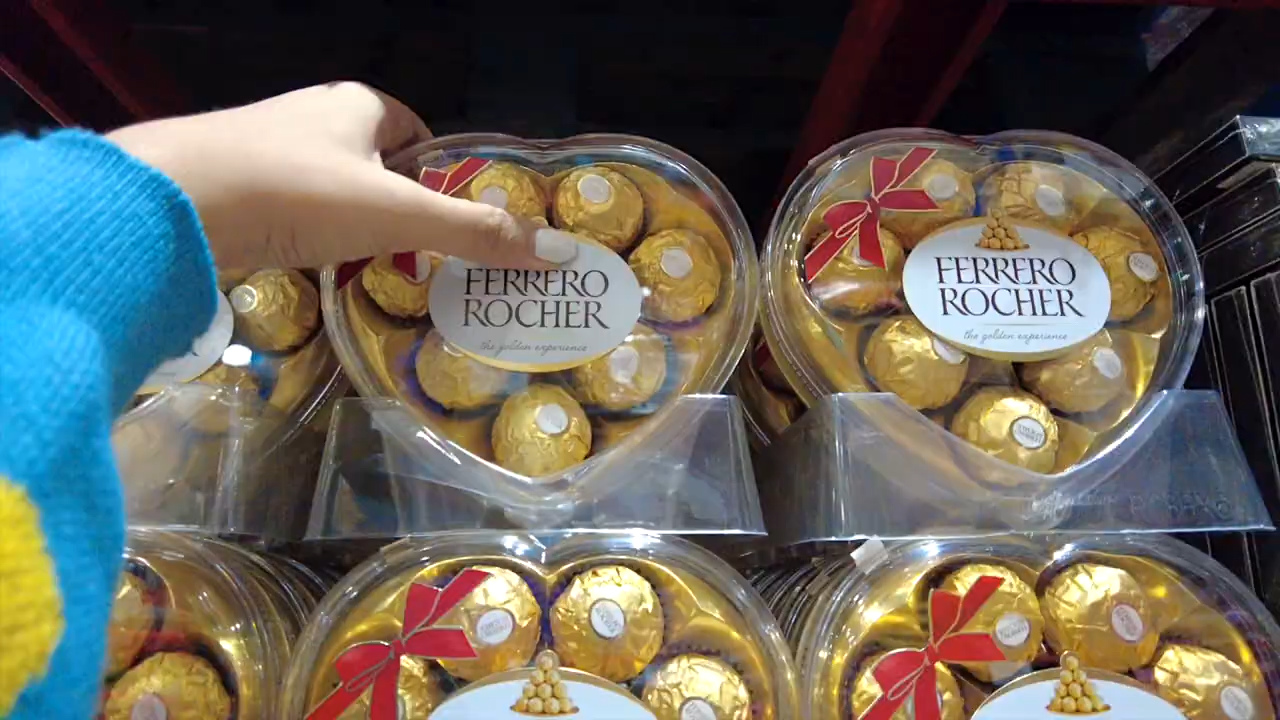 FERRERO
ROCHER
the golden experience
FERRERO
ROCHER
the golden experience